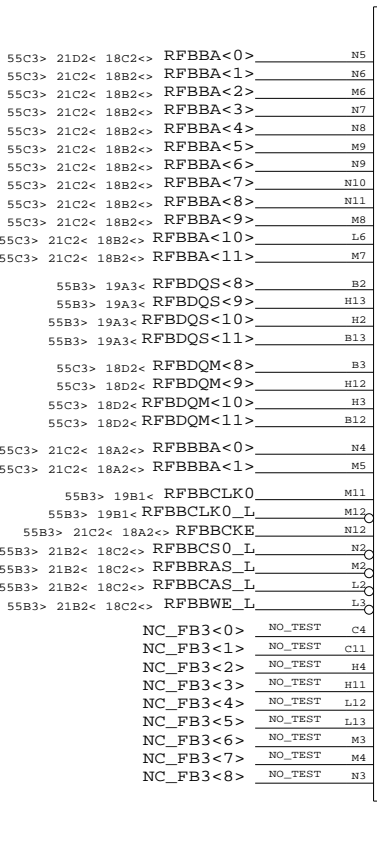 55C3> 21D2< 18C2<> RFBBA<0> N5
55C3> 21C2< 18B2<> RFBBA<1> N6
55C3> 21C2< 18B2<> RFBBA<2> M6
55C3> 21C2< 18B2<> RFBBA<3> N7
55C3> 21C2< 18B2<> RFBBA<4> N8
55C3> 21C2< 18B2<> RFBBA<5> M9
55C3> 21C2< 18B2<> RFBBA<6> N9
55C3> 21C2< 18B2<> RFBBA<7> N10
55C3> 21C2< 18B2<> RFBBA<8> N11
55C3> 21C2< 18B2<> RFBBA<9> M8
55C3> 21C2< 18B2<> RFBBA<10> L6
55C3> 21C2< 18B2<> RFBBA<11> M7
55B3> 19A3< RFBDQS<8> B2
55B3> 19A3< RFBDQS<9> H13
55B3> 19A3< RFBDQS<10> H2
55B3> 19A3< RFBDQS<11> B13
55C3> 18D2< RFBDQM<8> B3
55C3> 18D2< RFBDQM<9> H12
55C3> 18D2< RFBDQM<10> H3
55C3> 18D2< RFBDQM<11> B12
55C3> 21C2< 18A2<> RFBBBA<0> N4
55C3> 21C2< 18A2<> RFBBBA<1> M5
55B3> 19B1< RFBBCLK0 M11
55B3> 19B1< RFBBCLK0_L M12
55B3> 21C2< 18A2<> RFBBCKE N12
55B3> 21B2< 18C2<> RFBBCS0_L N2
55B3> 21B2< 18C2<> RFBBRAS_L M2
55B3> 21B2< 18C2<> RFBBCAS_L L2
55B3> 21B2< 18C2<> RFBBWE_L L3
NC_FB3<0> NO_TEST C4
NC_FB3<1> NO_TEST C11
NC_FB3<2> NO_TEST H4
NC_FB3<3> NO_TEST H11
NC_FB3<4> NO_TEST L12
NC_FB3<5> NO_TEST L13
NC_FB3<6> NO_TEST M3
NC_FB3<7> NO_TEST M4
NC_FB3<8> NO_TEST N3